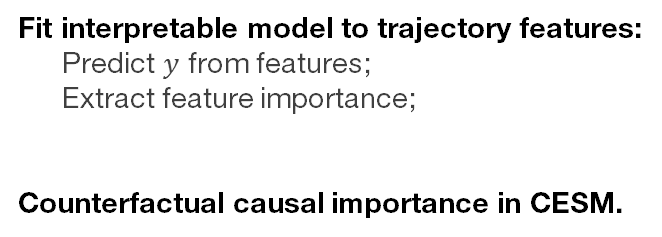 Fit interpretable model to trajectory features:
Predict y from features;
Extract feature importance;
Counterfactual causal importance in CESM.